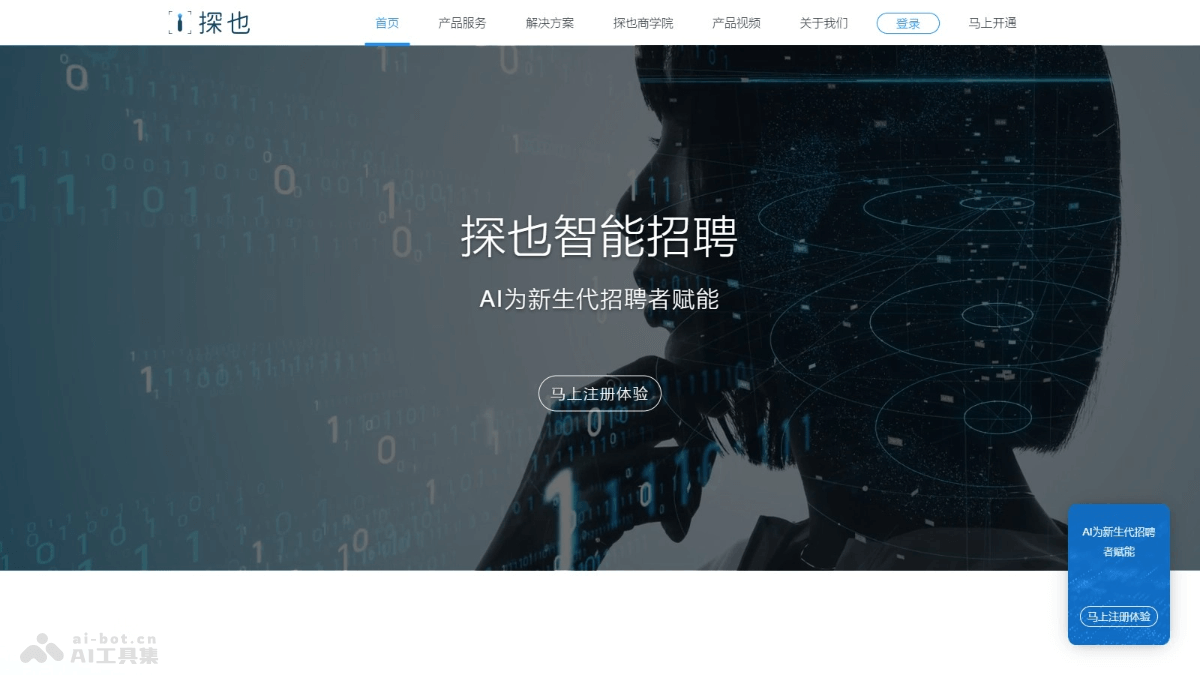 探也
首页
产品服务
解决方案
探也商学院
产品视频
关于我们
登录
马上开通
探也智能招聘
AI为新生代招聘者赋能
马上注册体验
AI为新生代招聘
者赋能
马上注册体验
ai-bot.cn
AI工具集